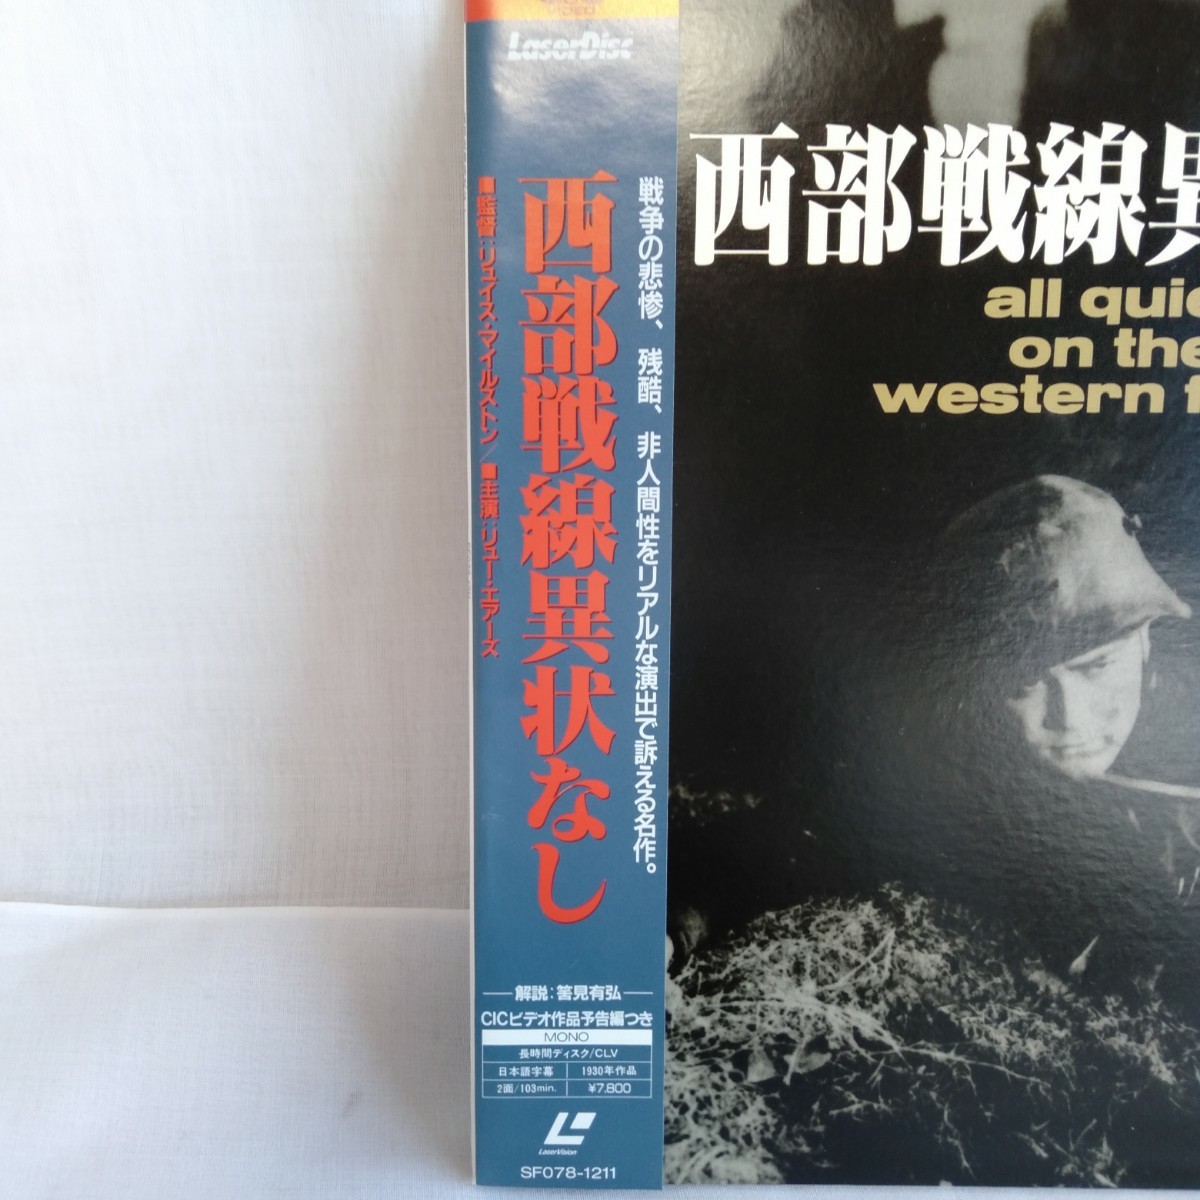 LaserDisc
戦争の悲惨、残酷、非人間性をリアルな演出で訴える名作。
西部戦線異状なし
■監督:リュイス・マイルストン/■主演:リュー・エアーズ
解説:筈見有弘
CICビデオ作品予告編つき
MONO
長時間ディスク/CLV
日本語字幕 1930年作品
2面/103min. ¥7,800
LaserVision
SF078-1211
西部戦線異
all quie
on the
western f